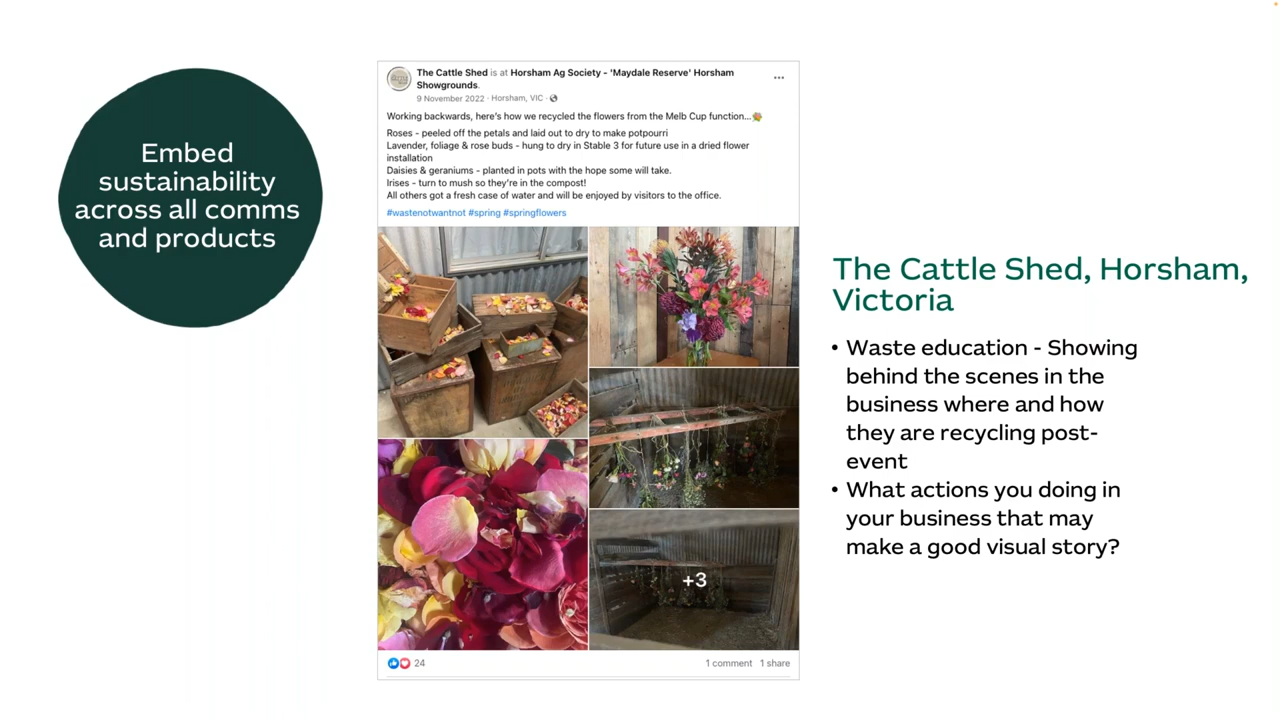 Embed
sustainability
across all comms
and products
The Cattle Shed is at Horsham Ag Society - 'Maydale Reserve' Horsham
Showgrounds.
9 November 2022 · Horsham, VIC ·
Working backwards, here's how we recycled the flowers from the Melb Cup function...💐
Roses - peeled off the petals and laid out to dry to make potpourri
Lavender, foliage & rose buds - hung to dry in Stable 3 for future use in a dried flower
installation
Daisies & geraniums - planted in pots with the hope some will take.
Irises - turn to mush so they're in the compost!
All others got a fresh case of water and will be enjoyed by visitors to the office.
#wastenotwantnot #spring #springflowers
+3
24
1 comment 1 share
The Cattle Shed, Horsham,
Victoria
• Waste education - Showing
behind the scenes in the
business where and how
they are recycling post-
event
• What actions you doing in
your business that may
make a good visual story?